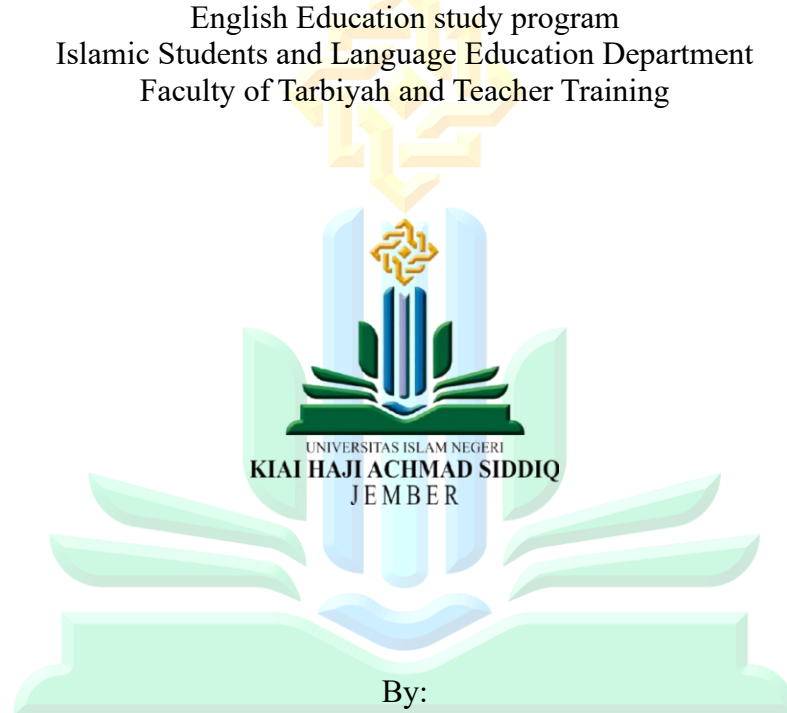 English Education study program
Islamic Students and Language Education Department
Faculty of Tarbiyah and Teacher Training
UNIVERSITAS ISLAM NEGERI
KIAI HAJI ACHMAD SIDDIQ
JEMBER
By: